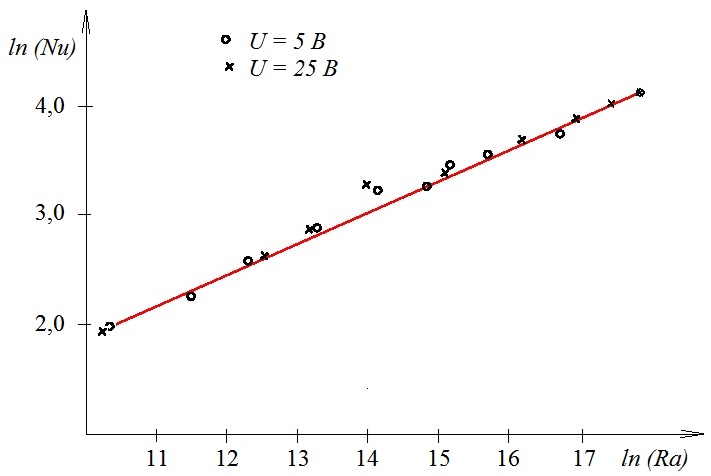 ln (Nu)
U = 5 В
U = 25 В
4,0
3,0
2,0
11 12 13 14 15 16 17 ln (Ra)